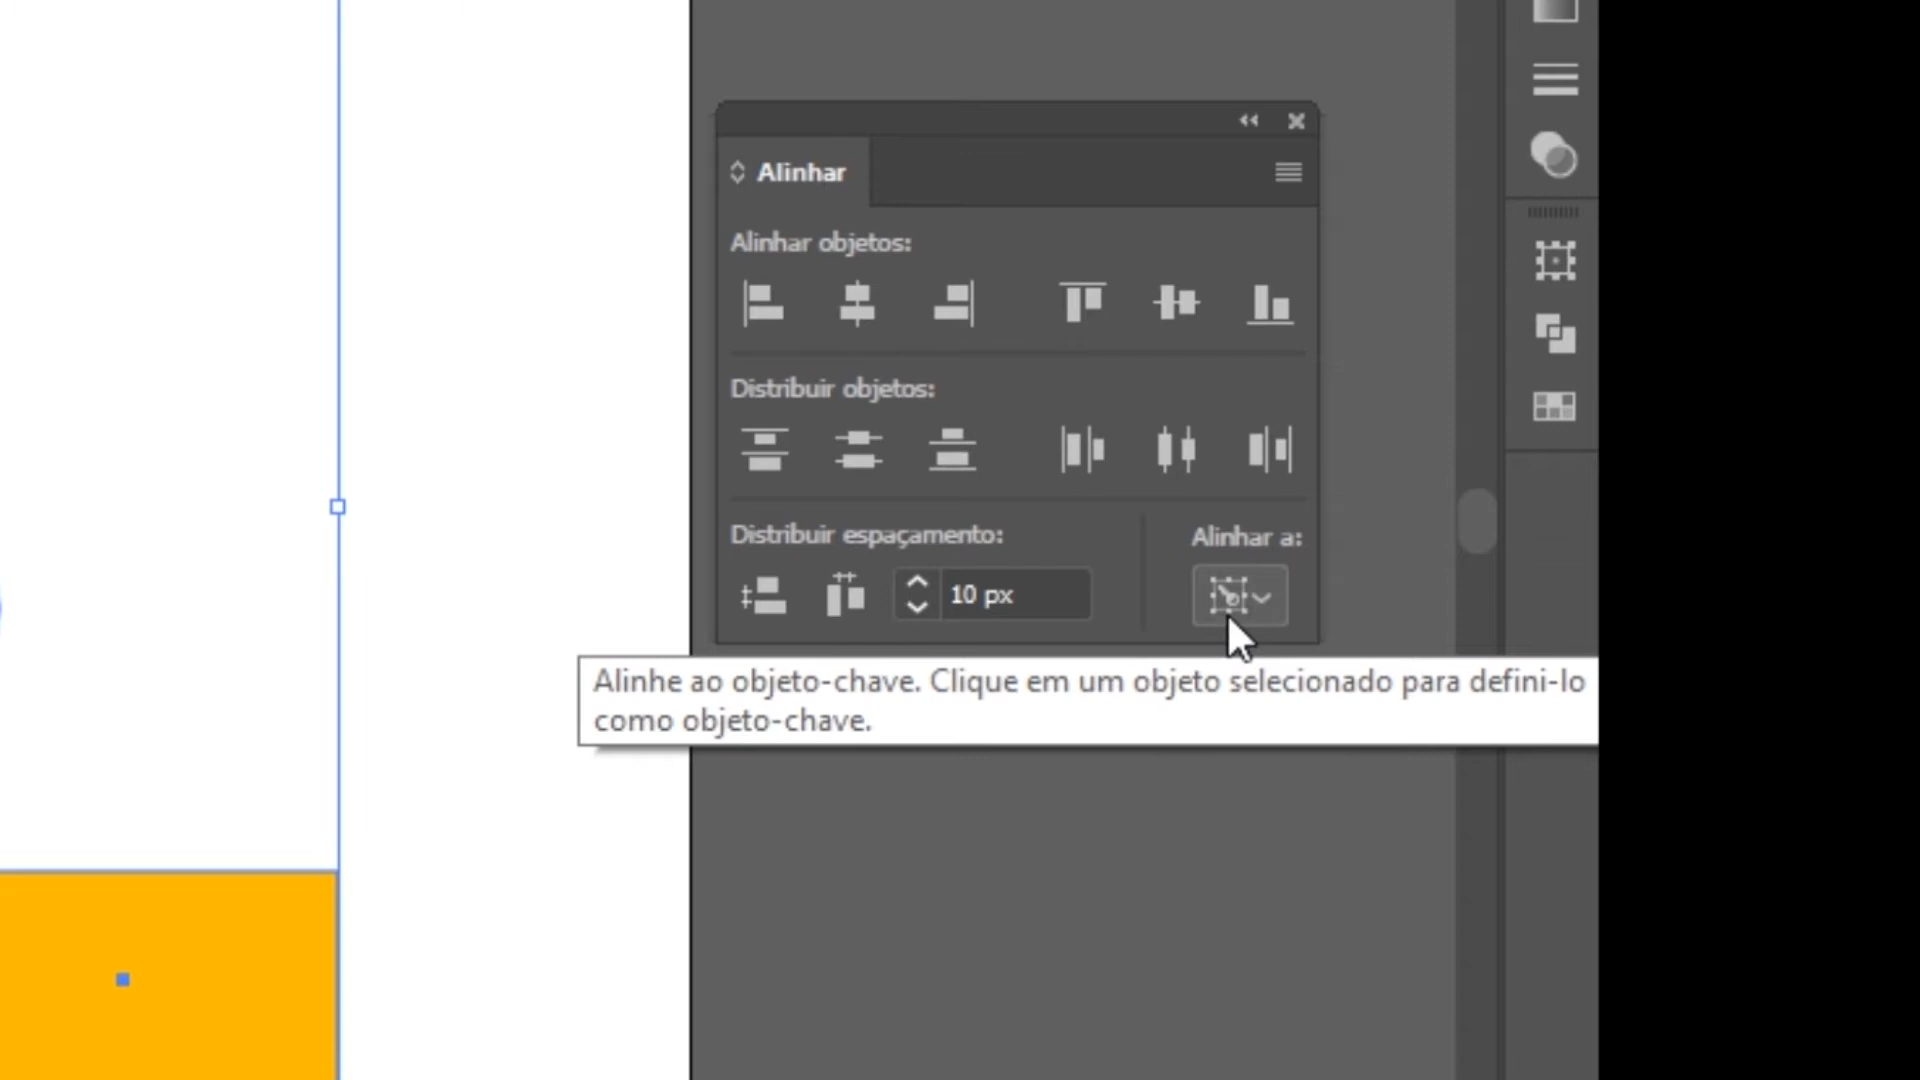 Alinhar
Alinhar objetos:
Distribuir objetos:
Distribuir espaçamento:
Alinhar a:
10 px
Alinhe ao objeto-chave. Clique em um objeto selecionado para defini-lo
como objeto-chave.